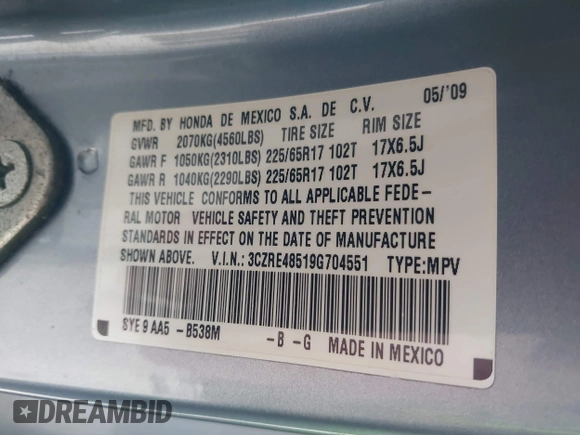 MFD. BY HONDA DE MEXICO S.A. DE C.V. 05/'09
GVWR 2070KG(4560LBS) TIRE SIZE RIM SIZE
GAWR F 1050KG(2310LBS) 225/65R17 102T 17X6.5J
GAWR R 1040KG(2290LBS) 225/65R17 102T 17X6.5J
THIS VEHICLE CONFORMS TO ALL APPLICABLE FEDE-
RAL MOTOR VEHICLE SAFETY AND THEFT PREVENTION
STANDARDS IN EFFECT ON THE DATE OF MANUFACTURE
SHOWN ABOVE. V.I.N.: 3CZRE48519G704551 TYPE:MPV
SYE 9 AA5 -B538M -B -G MADE IN MEXICO
DREAMBID